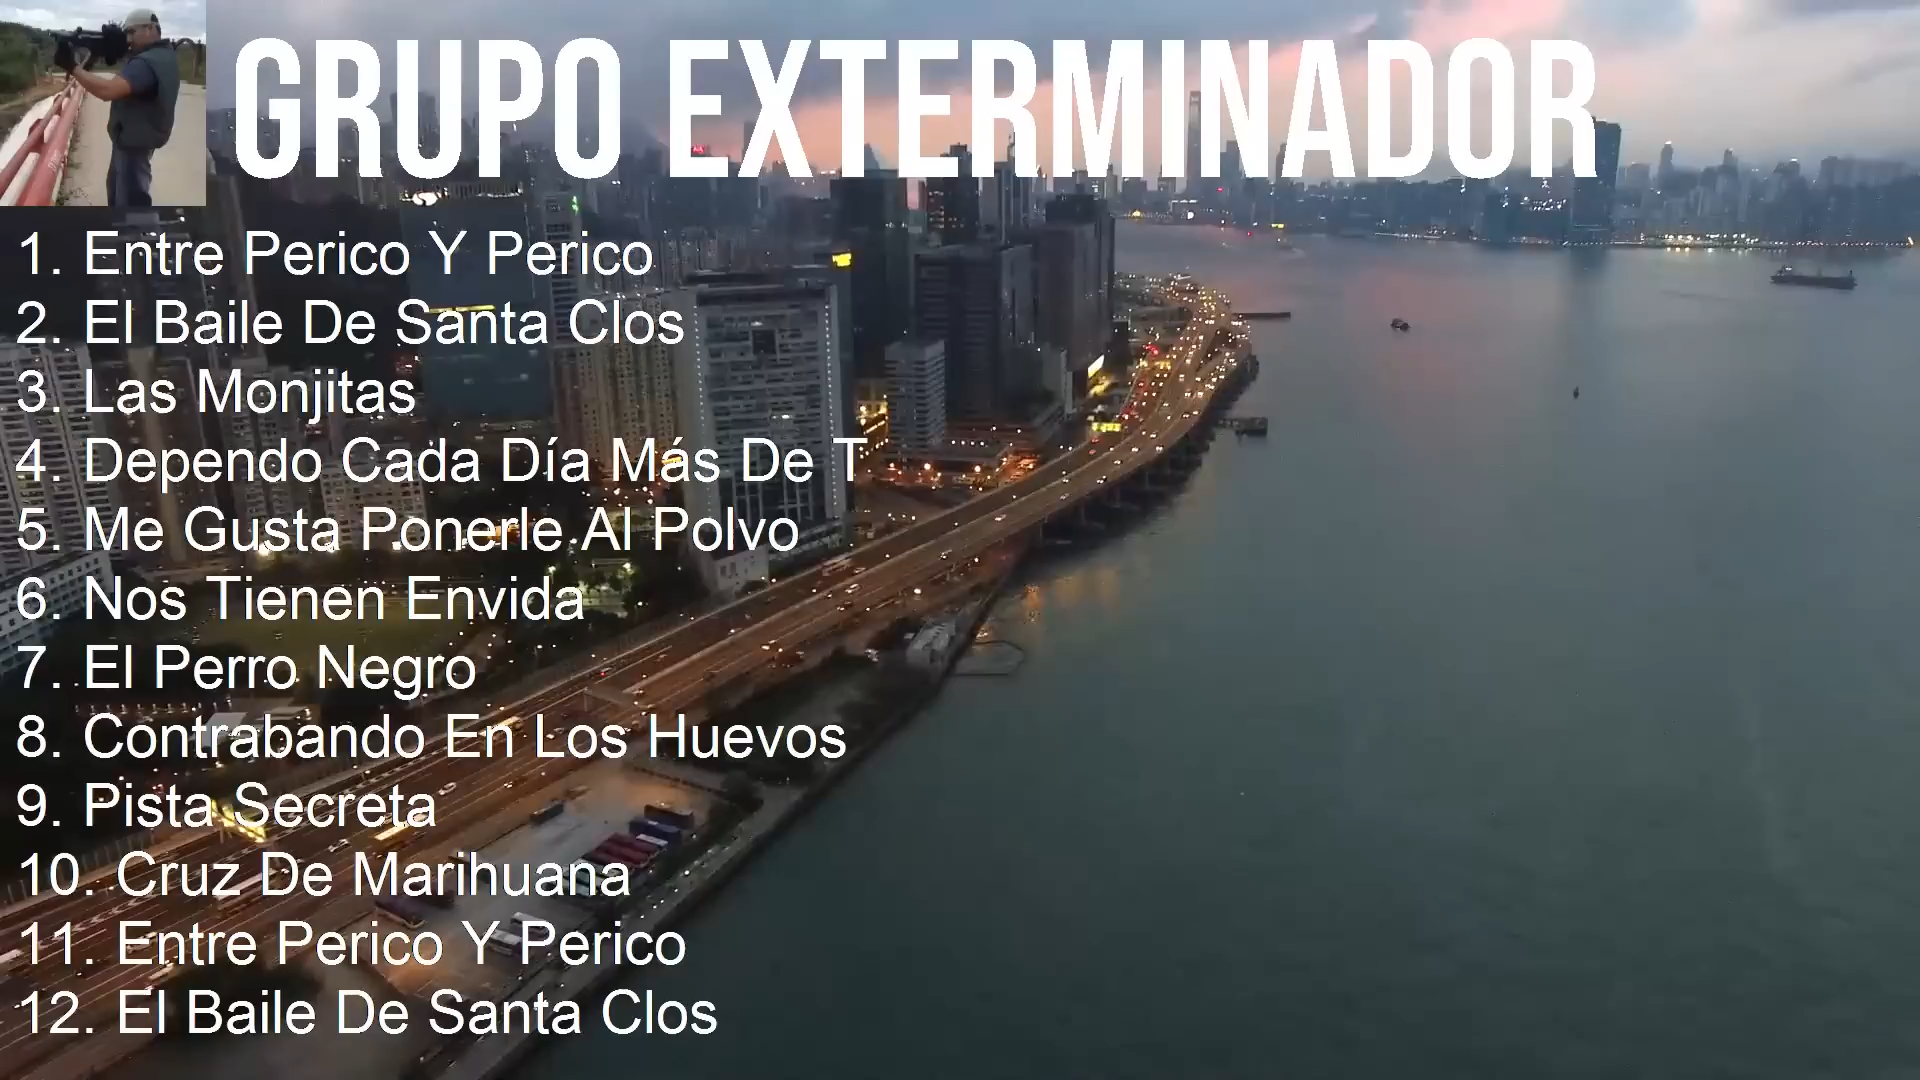 GRUPO EXTERMINADOR
1. Entre Perico Y Perico
2. El Baile De Santa Clos
3. Las Monjitas
4. Dependo Cada Día Más De T
5. Me Gusta Ponerle Al Polvo
6. Nos Tienen Envida
7. El Perro Negro
8. Contrabando En Los Huevos
9. Pista Secreta
10. Cruz De Marihuana
11. Entre Perico Y Perico
12. El Baile De Santa Clos